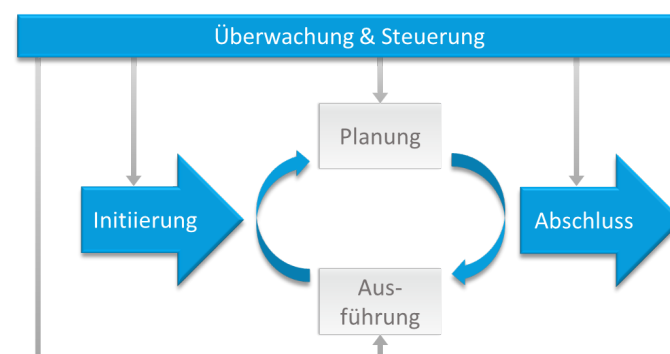 Überwachung & Steuerung
Planung
Initiierung
Abschluss
Aus-
führung